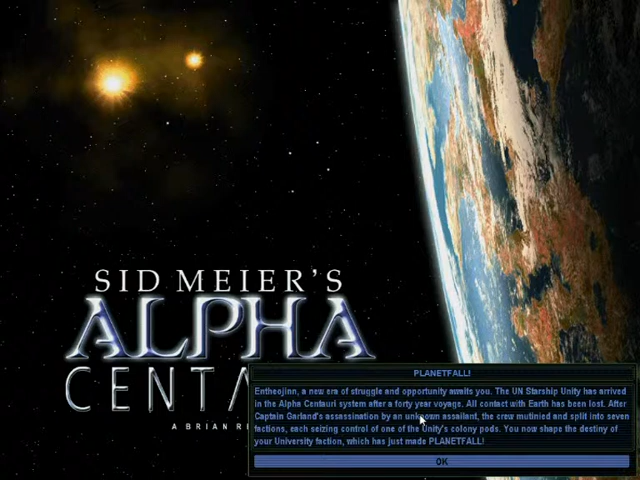 SID MEIER'S
ALPHA
CENTA
A BRIAN RE
PLANETFALL!
Entheojinn, a new era of struggle and opportunity awaits you. The UN Starship Unity has arrived
in the Alpha Centauri system after a forty year voyage. All contact with Earth has been lost. After
Captain Garland's assassination by an unknown assailant, the crew mutinied and split into seven
factions, each seizing control of one of the Unity's colony pods. You now shape the destiny of
your University faction, which has just made PLANETFALL!
OK